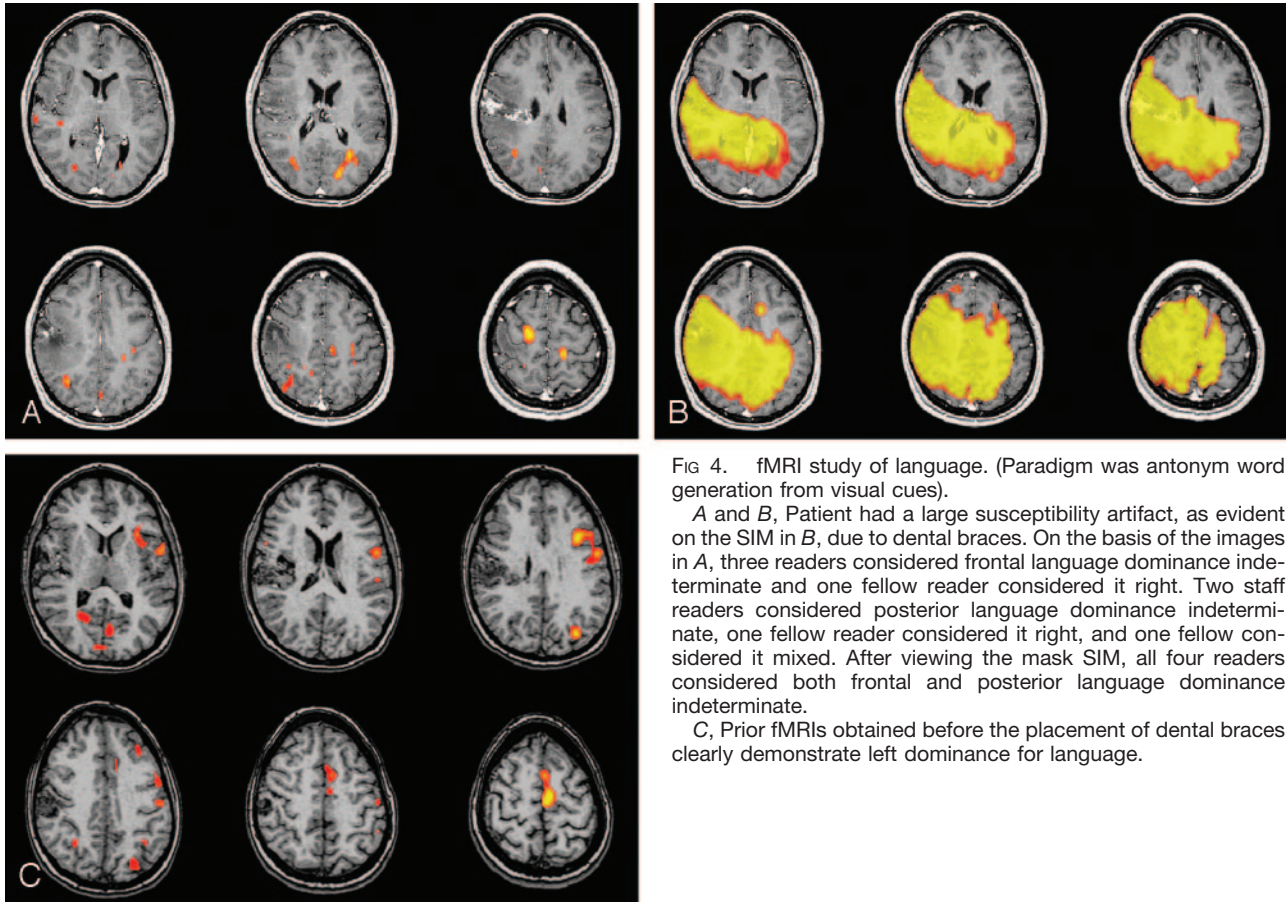 A
B
FIG 4. fMRI study of language. (Paradigm was antonym word
generation from visual cues).
A and B, Patient had a large susceptibility artifact, as evident
on the SIM in B, due to dental braces. On the basis of the images
in A, three readers considered frontal language dominance inde-
terminate and one fellow reader considered it right. Two staff
readers considered posterior language dominance indetermi-
nate, one fellow reader considered it right, and one fellow con-
sidered it mixed. After viewing the mask SIM, all four readers
considered both frontal and posterior language dominance
indeterminate.
C, Prior fMRIs obtained before the placement of dental braces
clearly demonstrate left dominance for language.
C